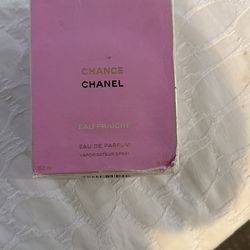 CHANCE
CHANEL
EAU FRAÎCHE
EAU DE PARFUM
VAPORISATEUR SPRAY